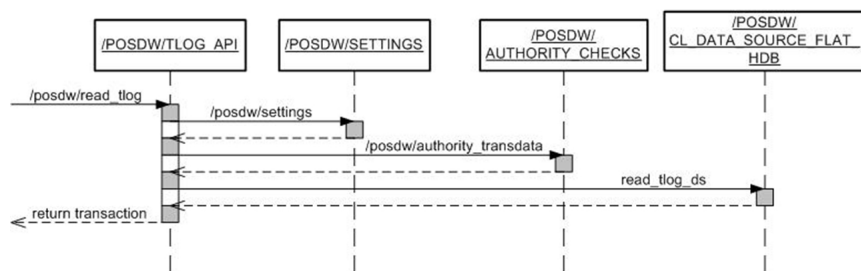 /POSDW/TLOG_API
/POSDW/SETTINGS
/POSDW/
AUTHORITY_CHECKS
/POSDW/
CL_DATA_SOURCE_FLAT_
HDB
/posdw/read_tlog
/posdw/settings
/posdw/authority_transdata
read_tlog_ds
return transaction